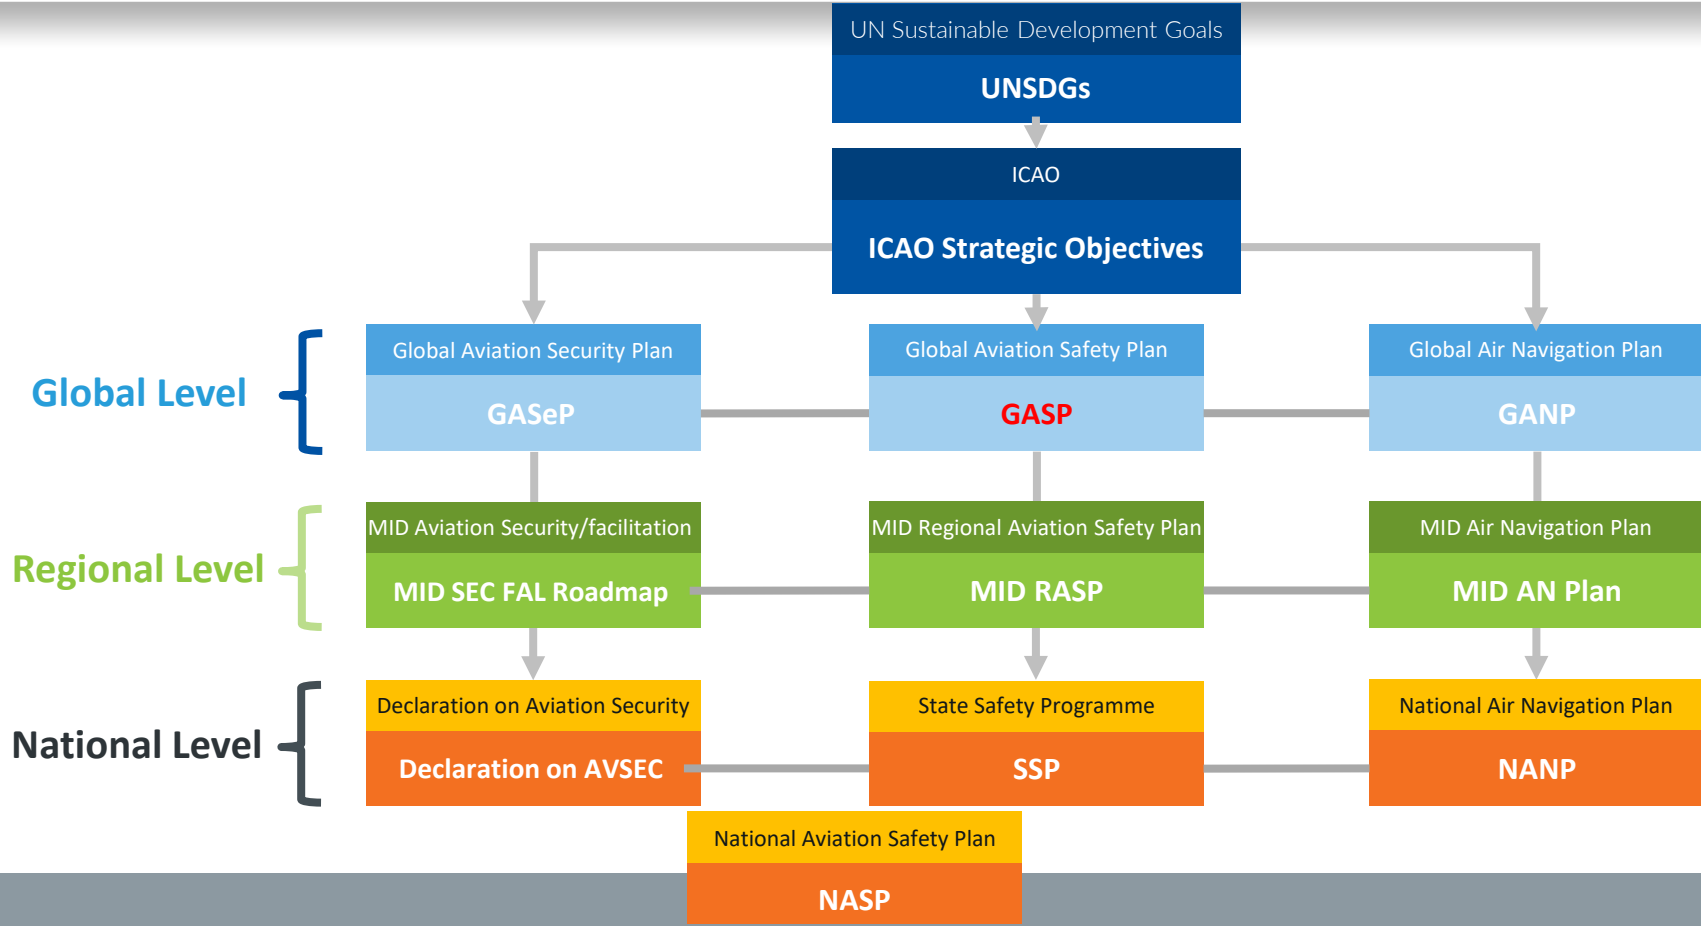 UN Sustainable Development Goals
UNSDGs
ICAO
ICAO Strategic Objectives
Global Level
Global Aviation Security Plan
GASeP
Global Aviation Safety Plan
GASP
Global Air Navigation Plan
GANP
Regional Level
MID Aviation Security/facilitation
MID SEC FAL Roadmap
MID Regional Aviation Safety Plan
MID RASP
MID Air Navigation Plan
MID AN Plan
National Level
Declaration on Aviation Security
Declaration on AVSEC
State Safety Programme
SSP
National Air Navigation Plan
NANP
National Aviation Safety Plan
NASP